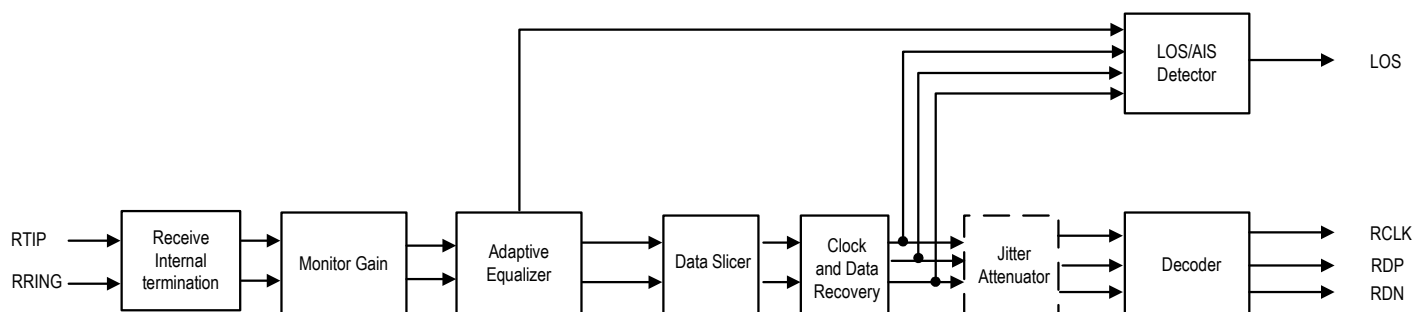 LOS/AIS
Detector
LOS
RTIP
RRING
Receive
Internal
termination
Monitor Gain
Adaptive
Equalizer
Data Slicer
Clock
and Data
Recovery
Jitter
Attenuator
Decoder
RCLK
RDP
RDN